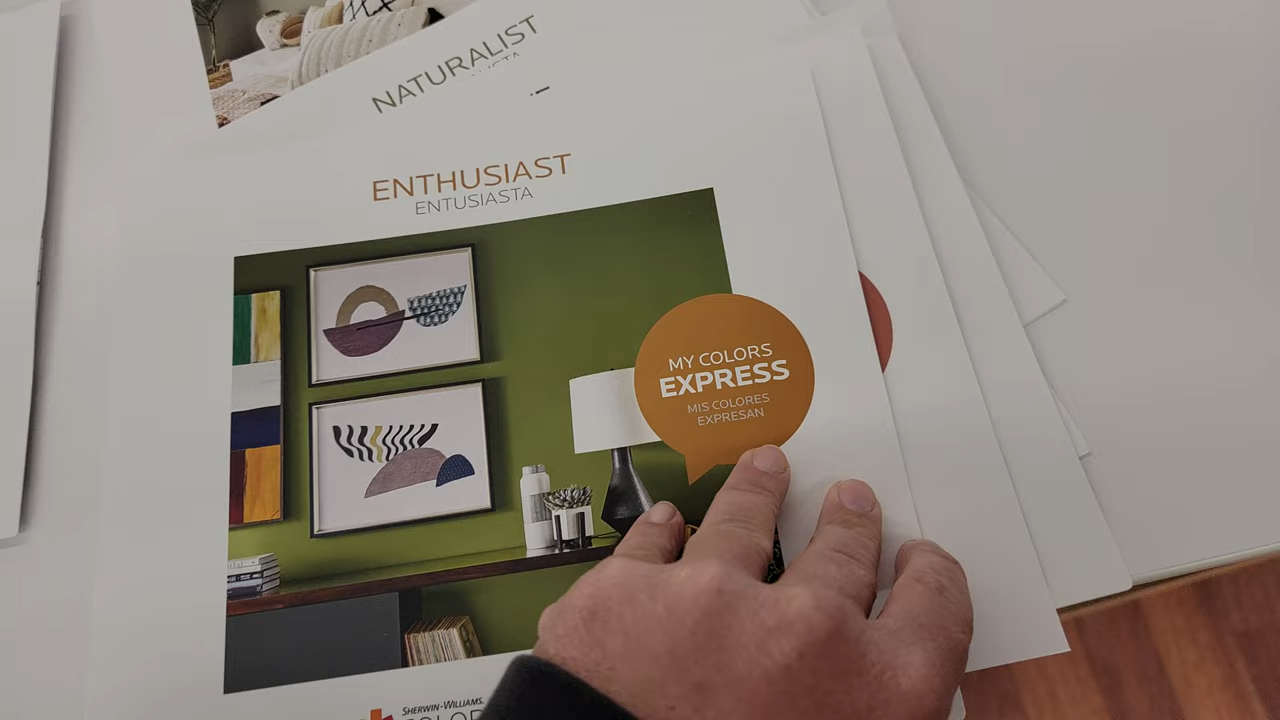 NATURALIST
ENTHUSIAST
ENTUSIASTA
MY COLORS
EXPRESS
MIS COLORES
EXPRESAN
SHERWIN-WILLIAMS.